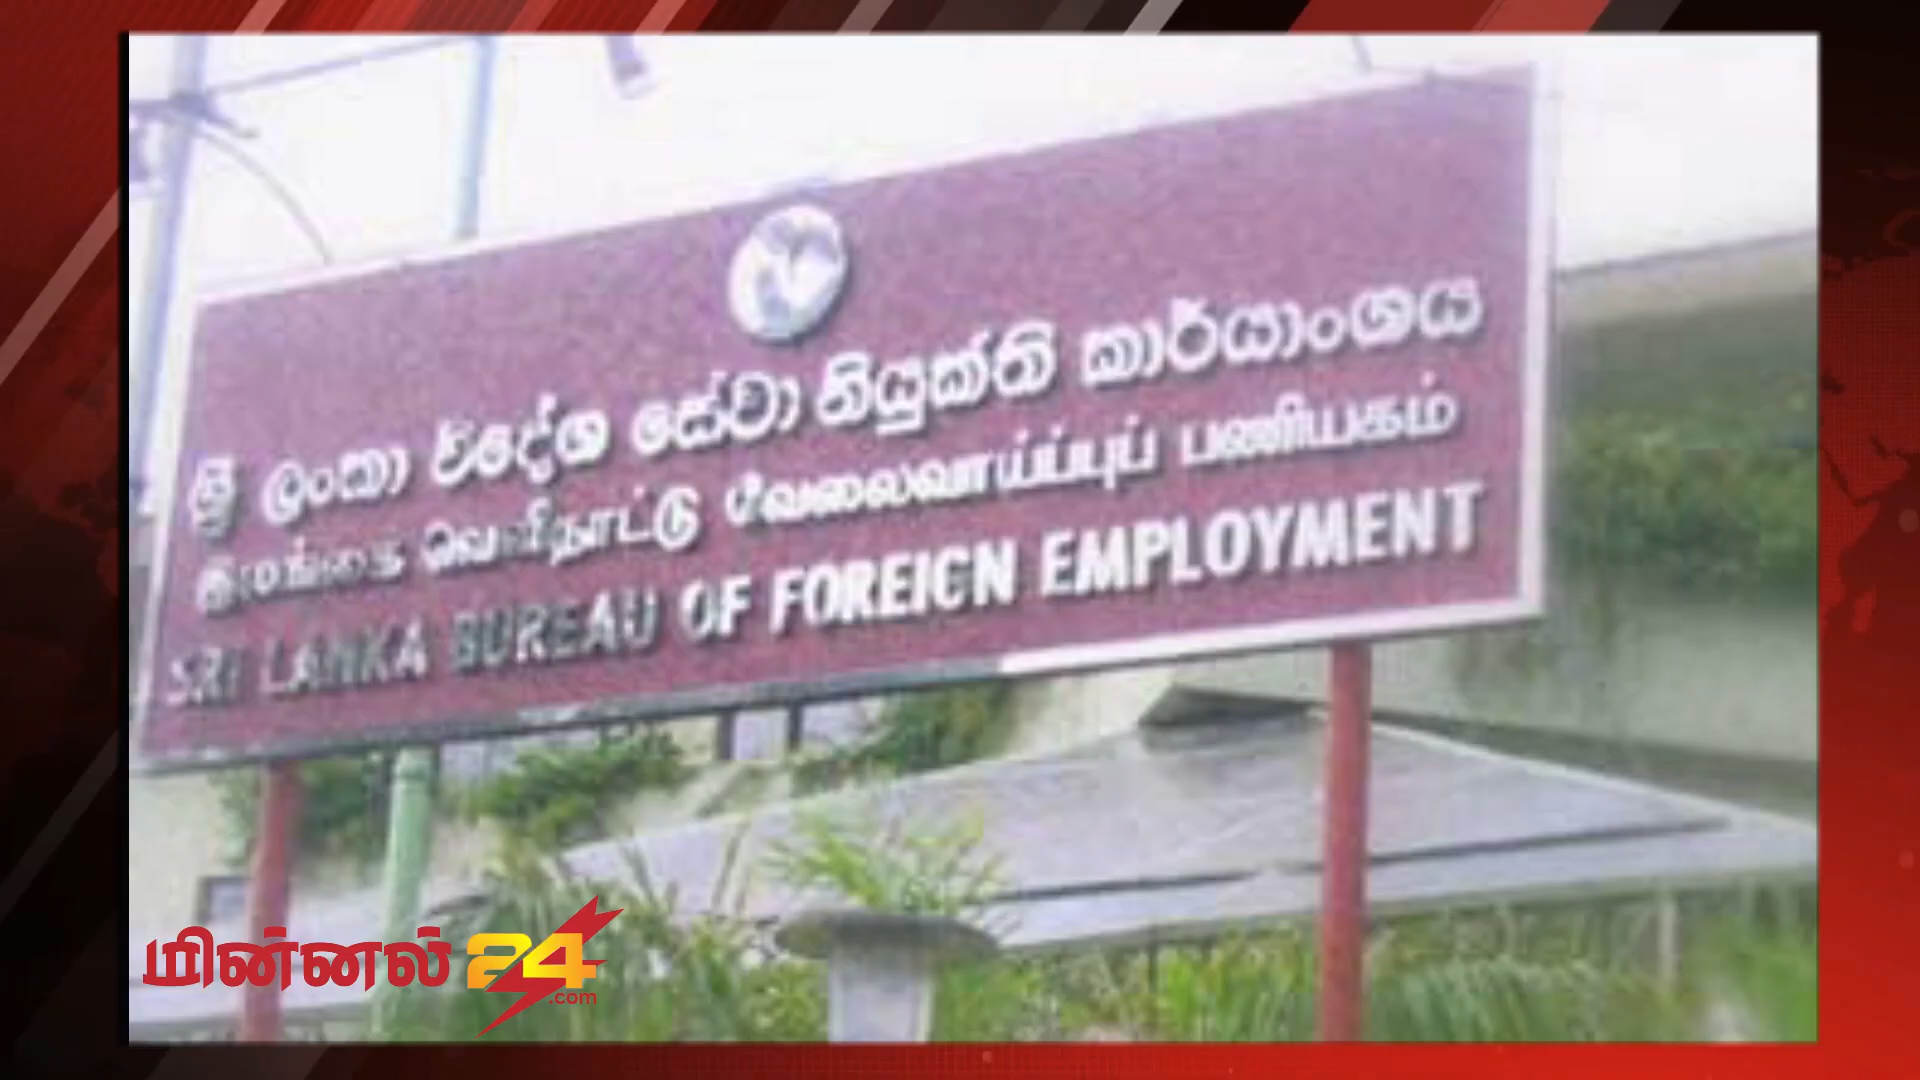 ශ්‍රී ලංකා විදේශ සේවා නියුක්ති කාර්යාංශය
இலங்கை வெளிநாட்டு வேலைவாய்ப்புப் பணியகம்
SRI LANKA BUREAU OF FOREIGN EMPLOYMENT
மின்னல் 24
.com